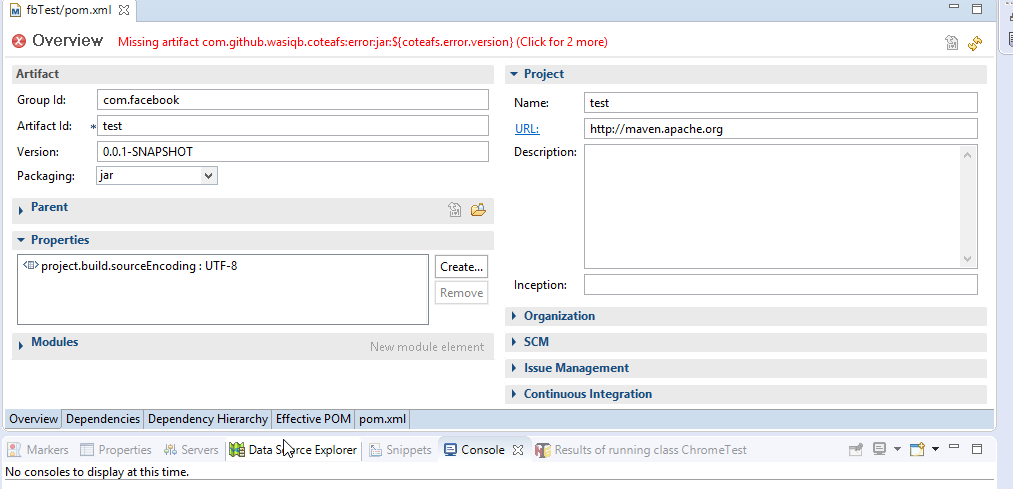 fbTest/pom.xml
Overview Missing artifact com.github.wasiqb.coteafs:error:jar:${coteafs.error.version} (Click for 2 more)
Artifact
Group Id: com.facebook
Artifact Id: * test
Version: 0.0.1-SNAPSHOT
Packaging: jar
Parent
Properties
project.build.sourceEncoding : UTF-8
Create...
Remove
Modules New module element
Project
Name: test
URL: http://maven.apache.org
Description:
Inception:
Organization
SCM
Issue Management
Continuous Integration
Overview Dependencies Dependency Hierarchy Effective POM pom.xml
Markers Properties Servers Data Source Explorer Snippets Console Results of running class ChromeTest
No consoles to display at this time.